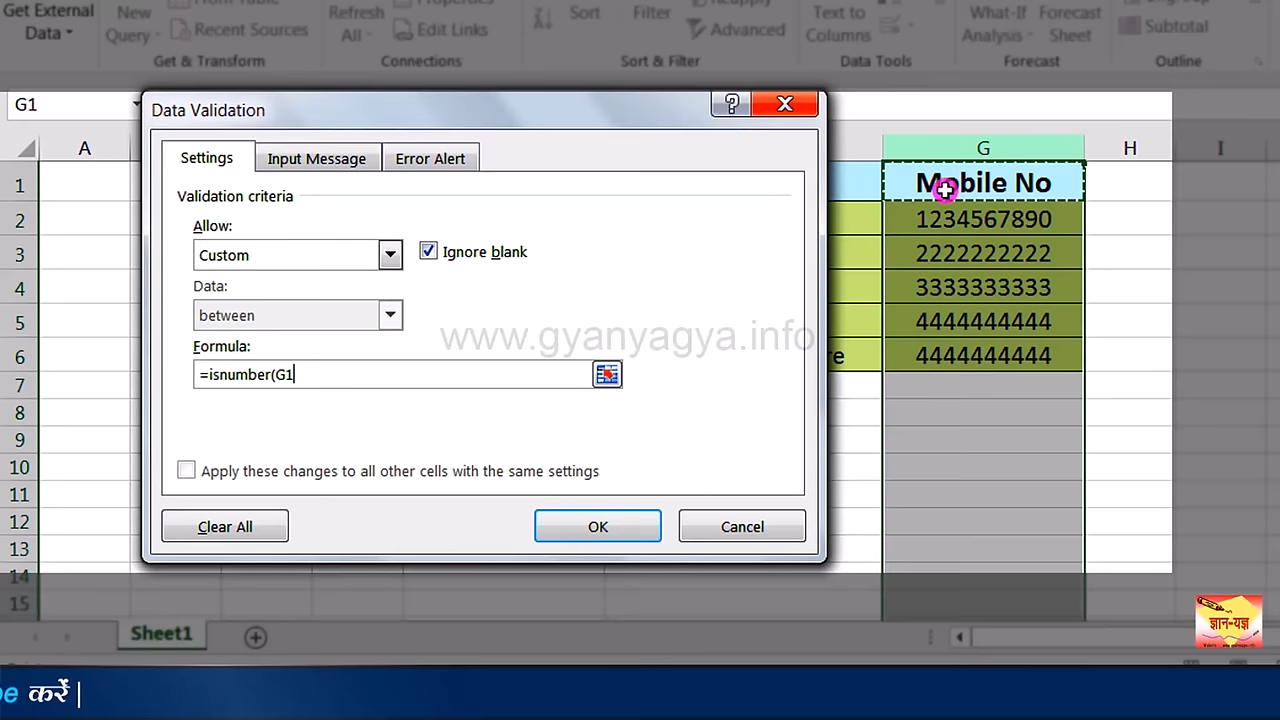 Get External
Data
New
Query
Recent Sources
Get & Transform
Refresh
All
Properties
Edit Links
Connections
Sort
Filter
Reapply
Advanced
Sort & Filter
Text to
Columns
Data Tools
What-If
Analysis
Forecast
Sheet
Forecast
Subtotal
Outline
G1
A
G
H
I
Data Validation
Settings
Input Message
Error Alert
Validation criteria
Allow:
Custom
Ignore blank
Data:
between
Formula:
=isnumber(G1
Apply these changes to all other cells with the same settings
Clear All
OK
Cancel
www.gyanyagya.info
1
Mobile No
2
1234567890
3
2222222222
4
3333333333
5
4444444444
6
re
4444444444
7
8
9
10
11
12
13
14
15
Sheet1
ज्ञान-यज्ञ
be करें